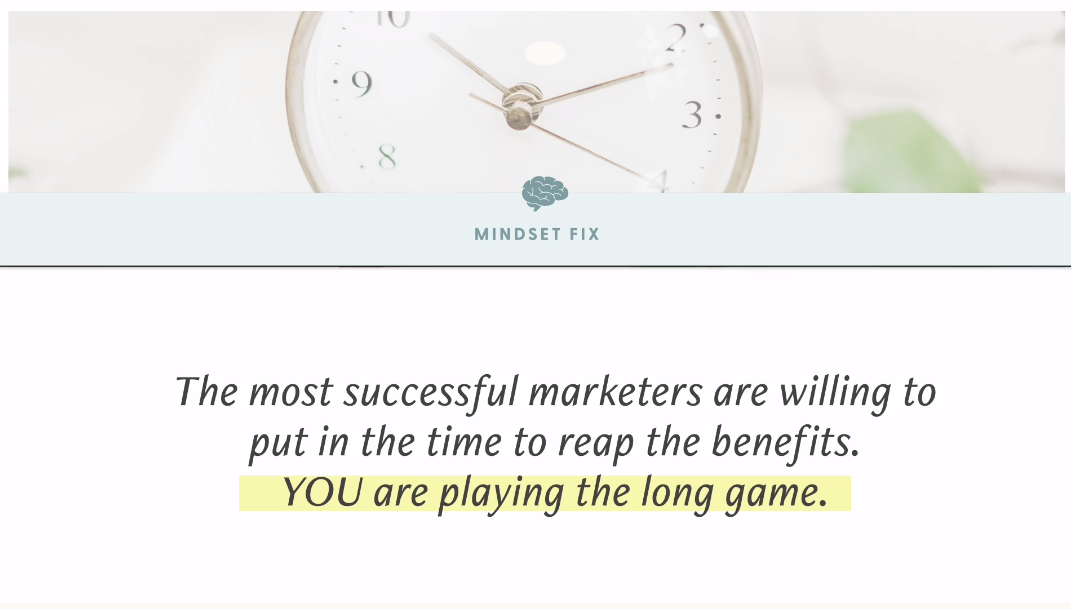 10
2
9
3
8
4
MINDSET FIX
The most successful marketers are willing to
put in the time to reap the benefits.
YOU are playing the long game.